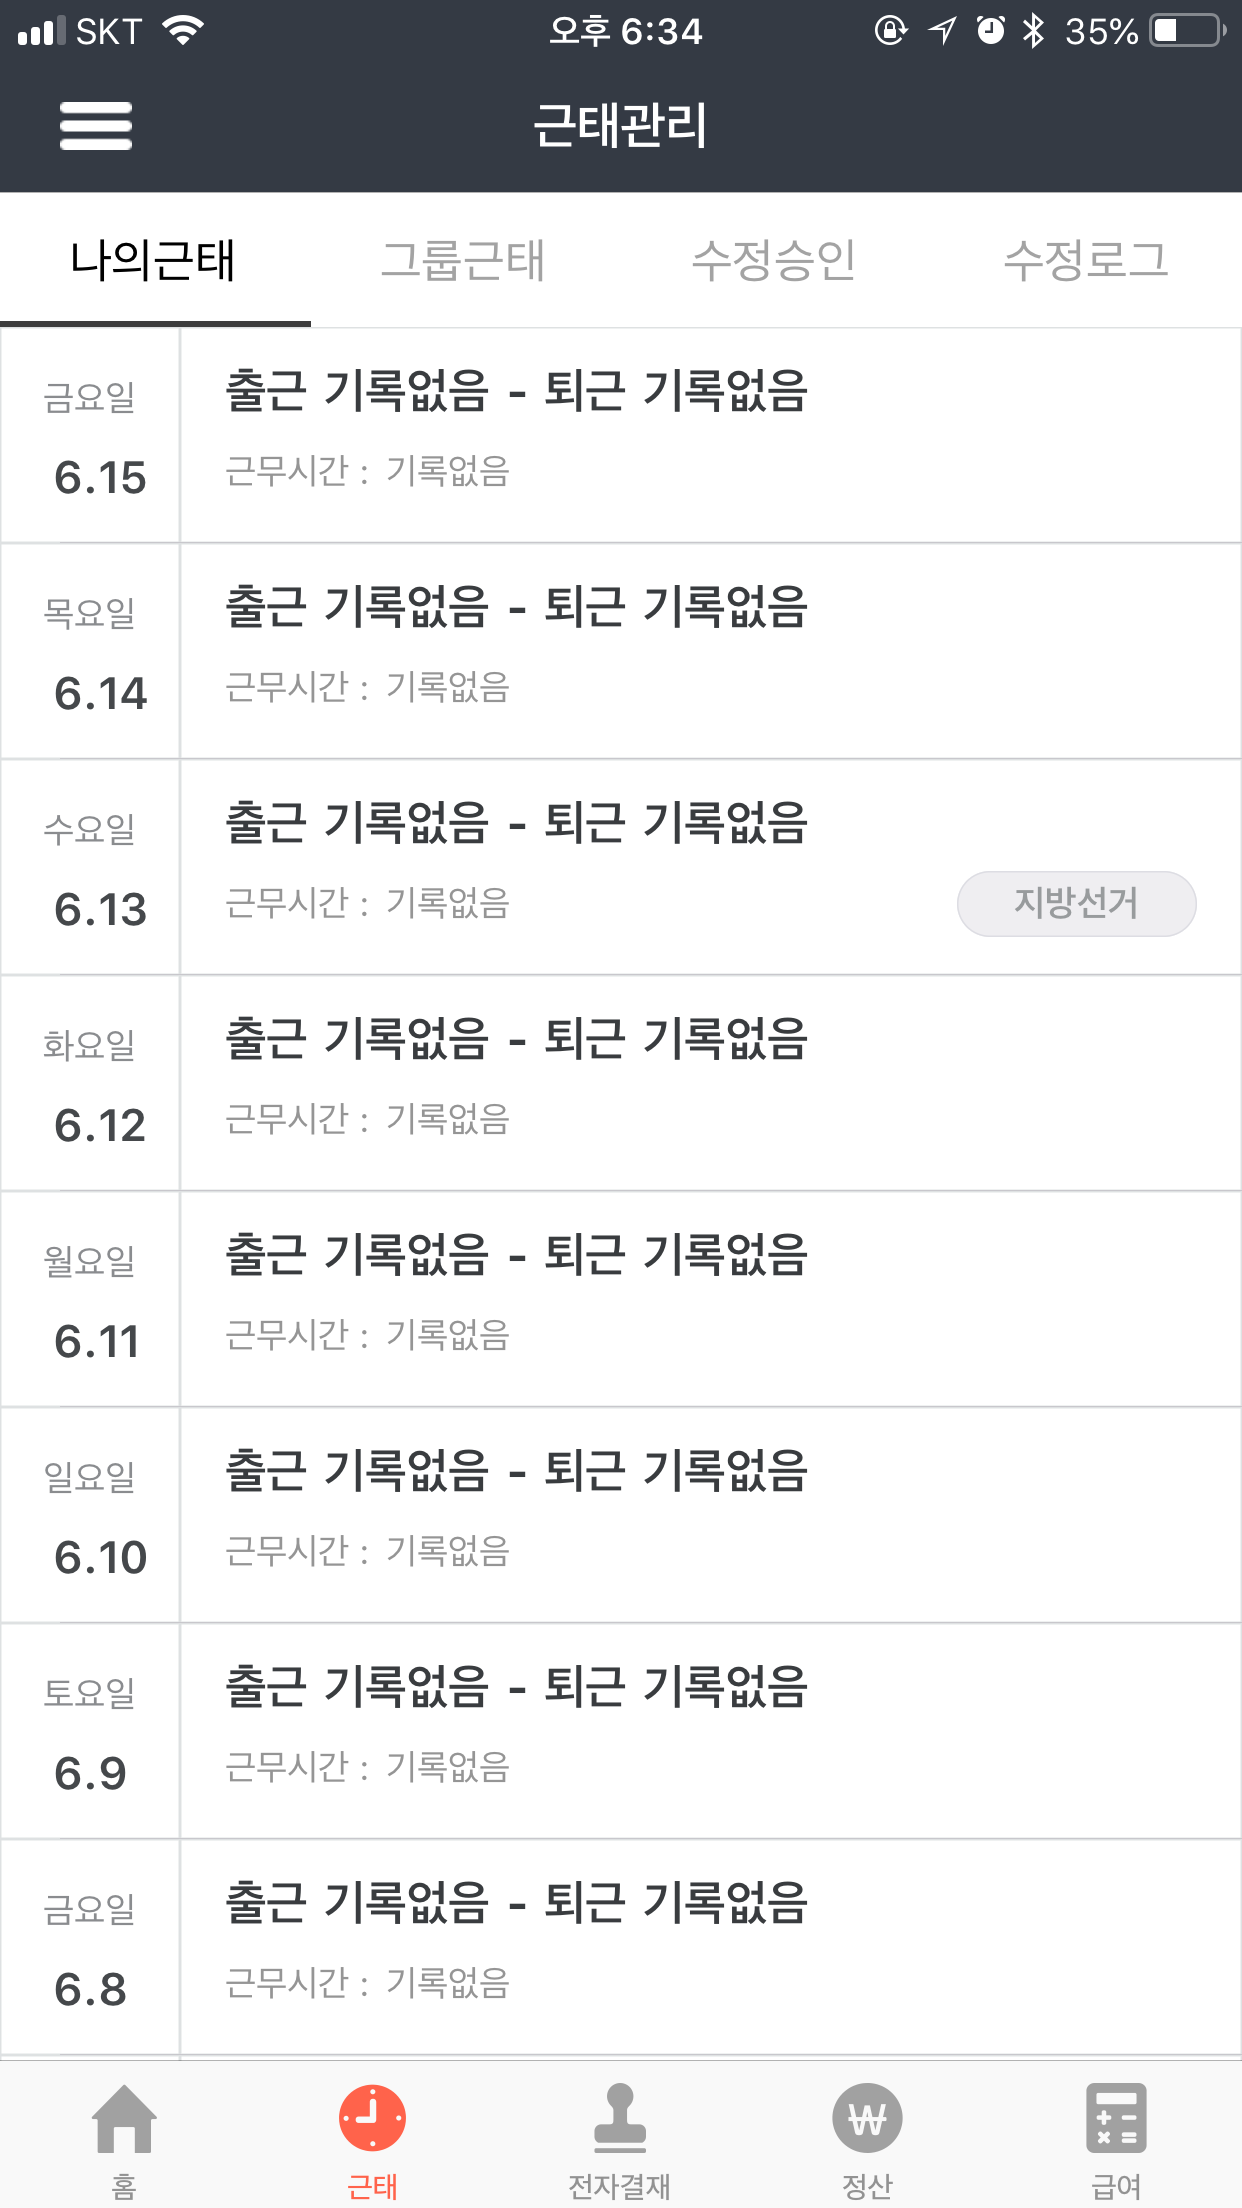 SKT 오후 6:34 35%
근태관리
나의근태 그룹근태 수정승인 수정로그
금요일
6.15
출근 기록없음 - 퇴근 기록없음
근무시간 : 기록없음
목요일
6.14
출근 기록없음 - 퇴근 기록없음
근무시간 : 기록없음
수요일
6.13
출근 기록없음 - 퇴근 기록없음
근무시간 : 기록없음
지방선거
화요일
6.12
출근 기록없음 - 퇴근 기록없음
근무시간 : 기록없음
월요일
6.11
출근 기록없음 - 퇴근 기록없음
근무시간 : 기록없음
일요일
6.10
출근 기록없음 - 퇴근 기록없음
근무시간 : 기록없음
토요일
6.9
출근 기록없음 - 퇴근 기록없음
근무시간 : 기록없음
금요일
6.8
출근 기록없음 - 퇴근 기록없음
근무시간 : 기록없음
홈 근태 전자결재 정산 급여